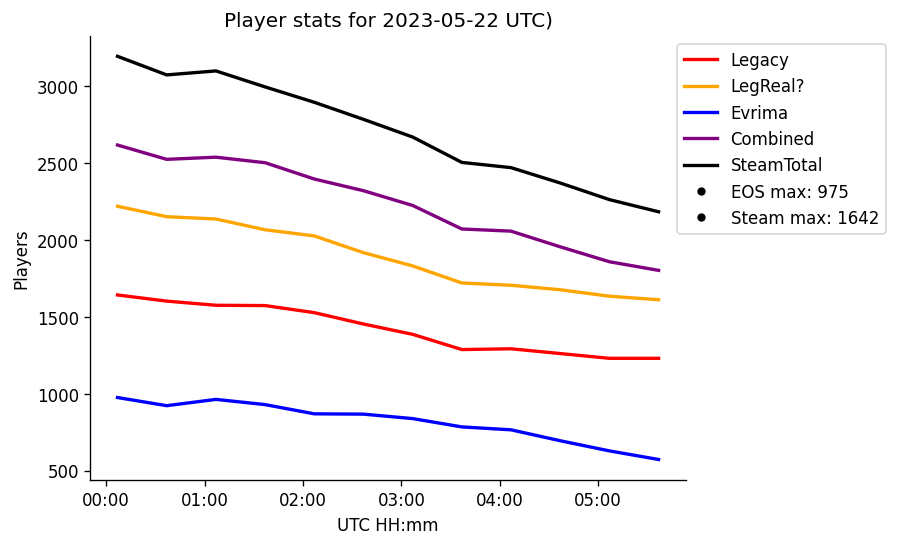 Player stats for 2023-05-22 UTC)
Legacy
LegReal?
Evrima
Combined
SteamTotal
EOS max: 975
Steam max: 1642
Players
3000
2500
2000
1500
1000
500
00:00 01:00 02:00 03:00 04:00 05:00
UTC HH:mm